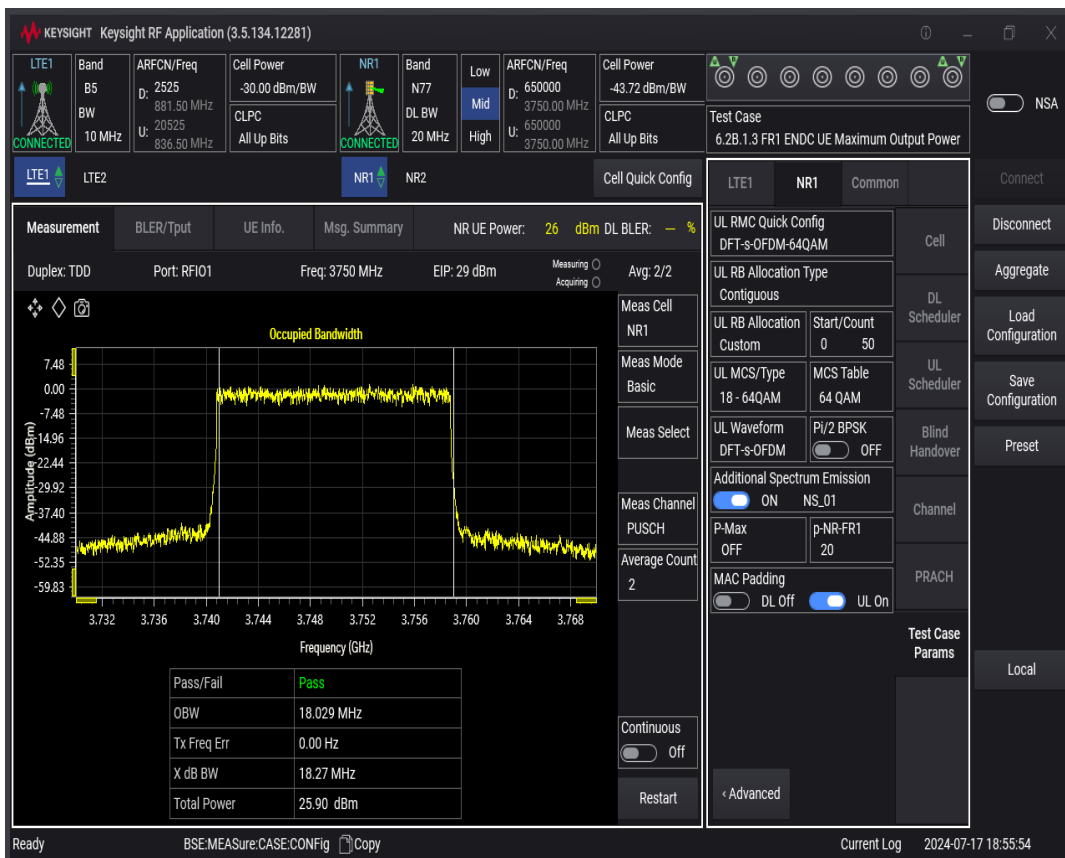 KEYSIGHT Keysight RF Application (3.5.134.12281)
LTE1
CONNECTED
Band
B5
BW
10 MHz
ARFCN/Freq
D: 2525
881.50 MHz
U: 20525
836.50 MHz
Cell Power
-30.00 dBm/BW
CLPC
All Up Bits
NR1
CONNECTED
Band
N77
DL BW
20 MHz
Low
Mid
High
ARFCN/Freq
D: 650000
3750.00 MHz
U: 650000
3750.00 MHz
Cell Power
-43.72 dBm/BW
CLPC
All Up Bits
Test Case
6.2B.1.3 FR1 ENDC UE Maximum Output Power
NSA
LTE1 LTE2 NR1 NR2 Cell Quick Config
Measurement BLER/Tput UE Info. Msg. Summary NR UE Power: 26 dBm DL BLER: — %
Duplex: TDD Port: RFIO1 Freq: 3750 MHz EIP: 29 dBm Measuring Acquiring Avg: 2/2
Occupied Bandwidth
Amplitude (dBm)
7.48
0.00
-7.48
-14.96
-22.44
-29.92
-37.40
-44.88
-52.35
-59.83
3.732 3.736 3.740 3.744 3.748 3.752 3.756 3.760 3.764 3.768
Frequency (GHz)
Pass/Fail Pass
OBW 18.029 MHz
Tx Freq Err 0.00 Hz
X dB BW 18.27 MHz
Total Power 25.90 dBm
Meas Cell
NR1
Meas Mode
Basic
Meas Select
Meas Channel
PUSCH
Average Count
2
Continuous
Off
Restart
LTE1 NR1 Common
UL RMC Quick Config
DFT-s-OFDM-64QAM
UL RB Allocation Type
Contiguous
UL RB Allocation
Custom
Start/Count
0 50
UL MCS/Type
18 - 64QAM
MCS Table
64 QAM
UL Waveform
DFT-s-OFDM
Pi/2 BPSK
OFF
Additional Spectrum Emission
ON NS_01
P-Max
OFF
p-NR-FR1
20
MAC Padding
DL Off UL On
‹ Advanced
Cell
DL Scheduler
UL Scheduler
Blind Handover
Channel
PRACH
Test Case Params
Connect
Disconnect
Aggregate
Load Configuration
Save Configuration
Preset
Local
Ready BSE:MEASure:CASE:CONFig Copy Current Log 2024-07-17 18:55:54